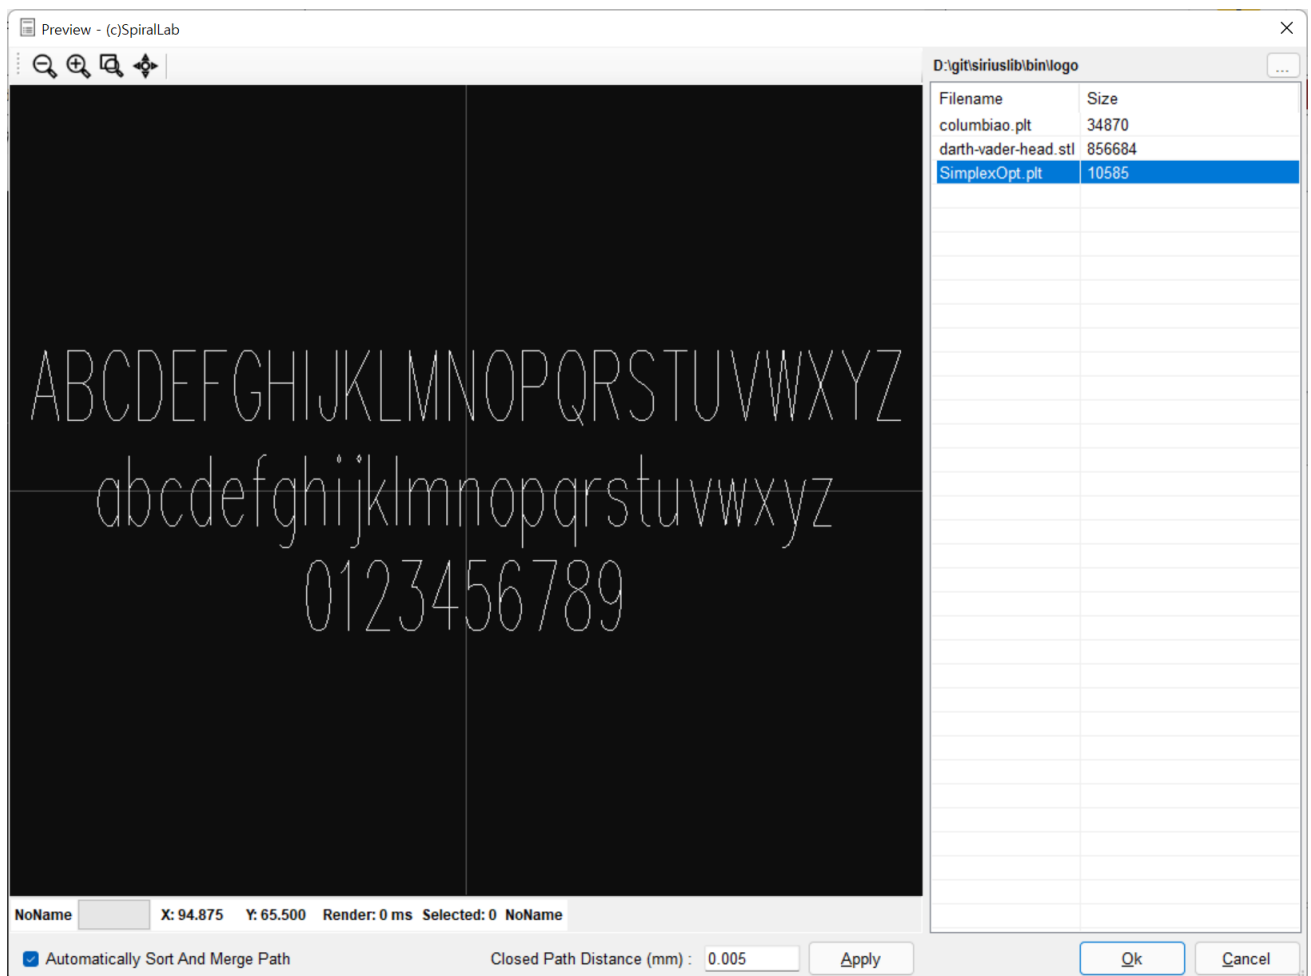 Preview - (c)SpiralLab
D:\git\siriuslib\bin\logo
...
Filename Size
columbiao.plt 34870
darth-vader-head.stl 856684
SimplexOpt.plt 10585
ABCDEFGHIJKLMNOPQRSTUVWXYZ
abcdefghijklmnopqrstuvwxyz
0123456789
NoName X: 94.875 Y: 65.500 Render: 0 ms Selected: 0 NoName
Automatically Sort And Merge Path Closed Path Distance (mm) : 0.005 Apply Ok Cancel